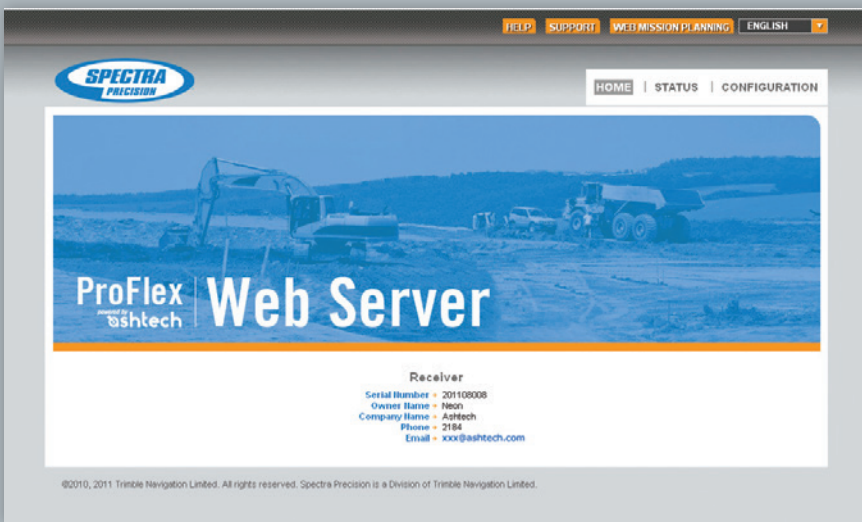 HELP SUPPORT WEB MISSION PLANNING ENGLISH
SPECTRA
PRECISION
HOME | STATUS | CONFIGURATION
ProFlex
powered by
ashtech
Web Server
Receiver
Serial Number 201108008
Owner Name Neon
Company Name Ashtech
Phone 2184
Email xxx@ashtech.com
©2010, 2011 Trimble Navigation Limited. All rights reserved. Spectra Precision is a Division of Trimble Navigation Limited.